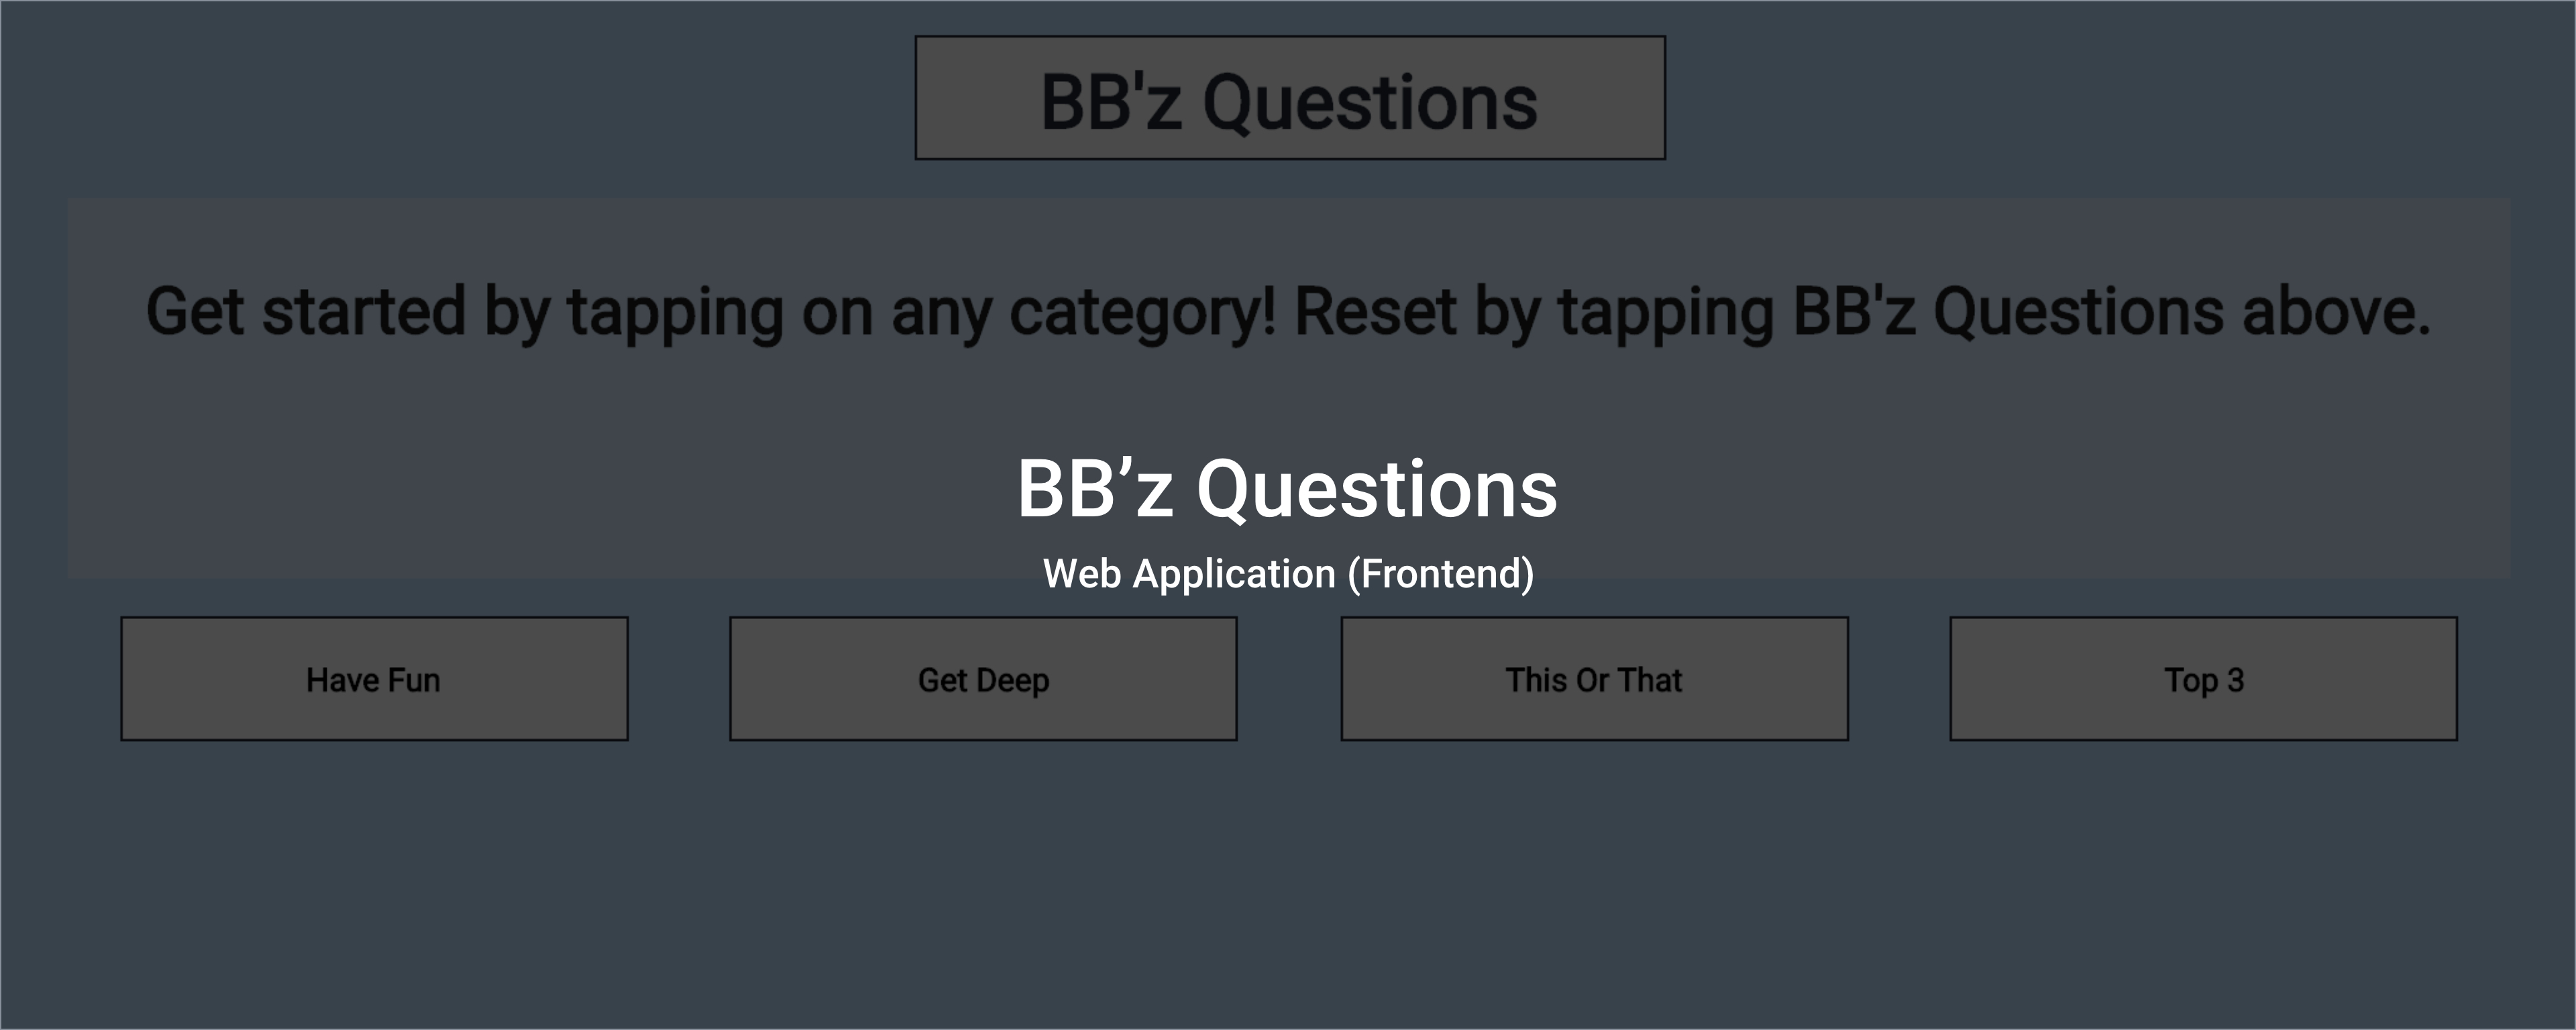 BB'z Questions
Get started by tapping on any category! Reset by tapping BB'z Questions above.
BB’z Questions
Web Application (Frontend)
Have Fun
Get Deep
This Or That
Top 3